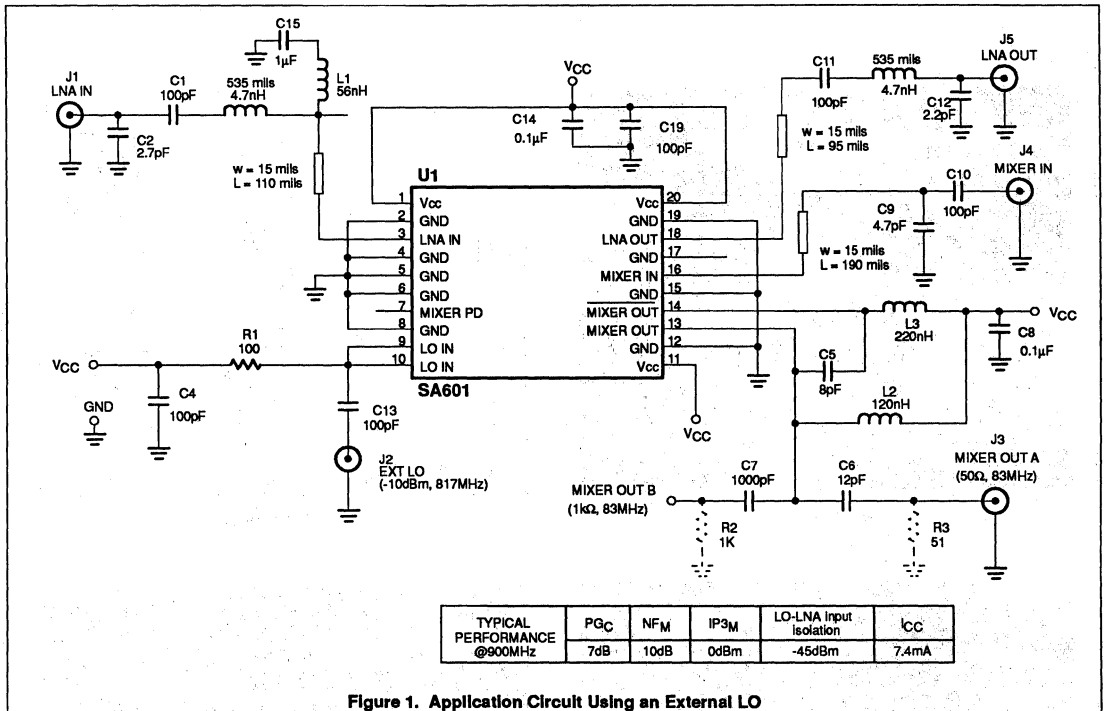 C15
1µF
L1
56nH
J1
LNA IN
C1
100pF
535 mils
4.7nH
C2
2.7pF
w = 15 mils
L = 110 mils
VCC
C14
0.1µF
C19
100pF
C11
100pF
535 mils
4.7nH
J5
LNA OUT
C12
2.2pF
w = 15 mils
L = 95 mils
J4
MIXER IN
C10
100pF
C9
4.7pF
w = 15 mils
L = 190 mils
U1
1 Vcc
2 GND
3 LNA IN
4 GND
5 GND
6 GND
7 MIXER PD
8 GND
9 LO IN
10 LO IN
Vcc 20
GND 19
LNA OUT 18
GND 17
MIXER IN 16
GND 15
MIXER OUT 14
MIXER OUT 13
GND 12
Vcc 11
SA601
R1
100
VCC
C4
100pF
GND
C13
100pF
J2
EXT LO
(-10dBm, 817MHz)
L3
220nH
VCC
C8
0.1µF
C5
8pF
L2
120nH
VCC
J3
MIXER OUT A
(50Ω, 83MHz)
C7
1000pF
C6
12pF
MIXER OUT B
(1kΩ, 83MHz)
R2
1K
R3
51
TYPICAL PERFORMANCE @900MHz PGC NFM IP3M LO-LNA input isolation ICC
7dB 10dB 0dBm -45dBm 7.4mA
Figure 1. Application Circuit Using an External LO